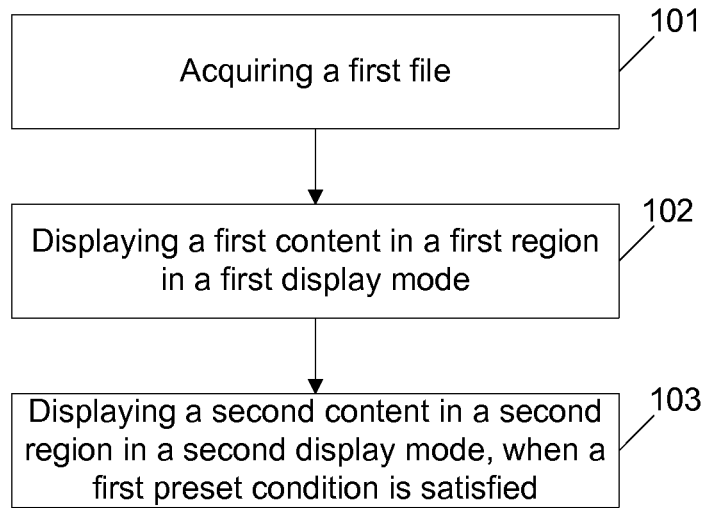 101
Acquiring a first file
102
Displaying a first content in a first region
in a first display mode
103
Displaying a second content in a second
region in a second display mode, when a
first preset condition is satisfied